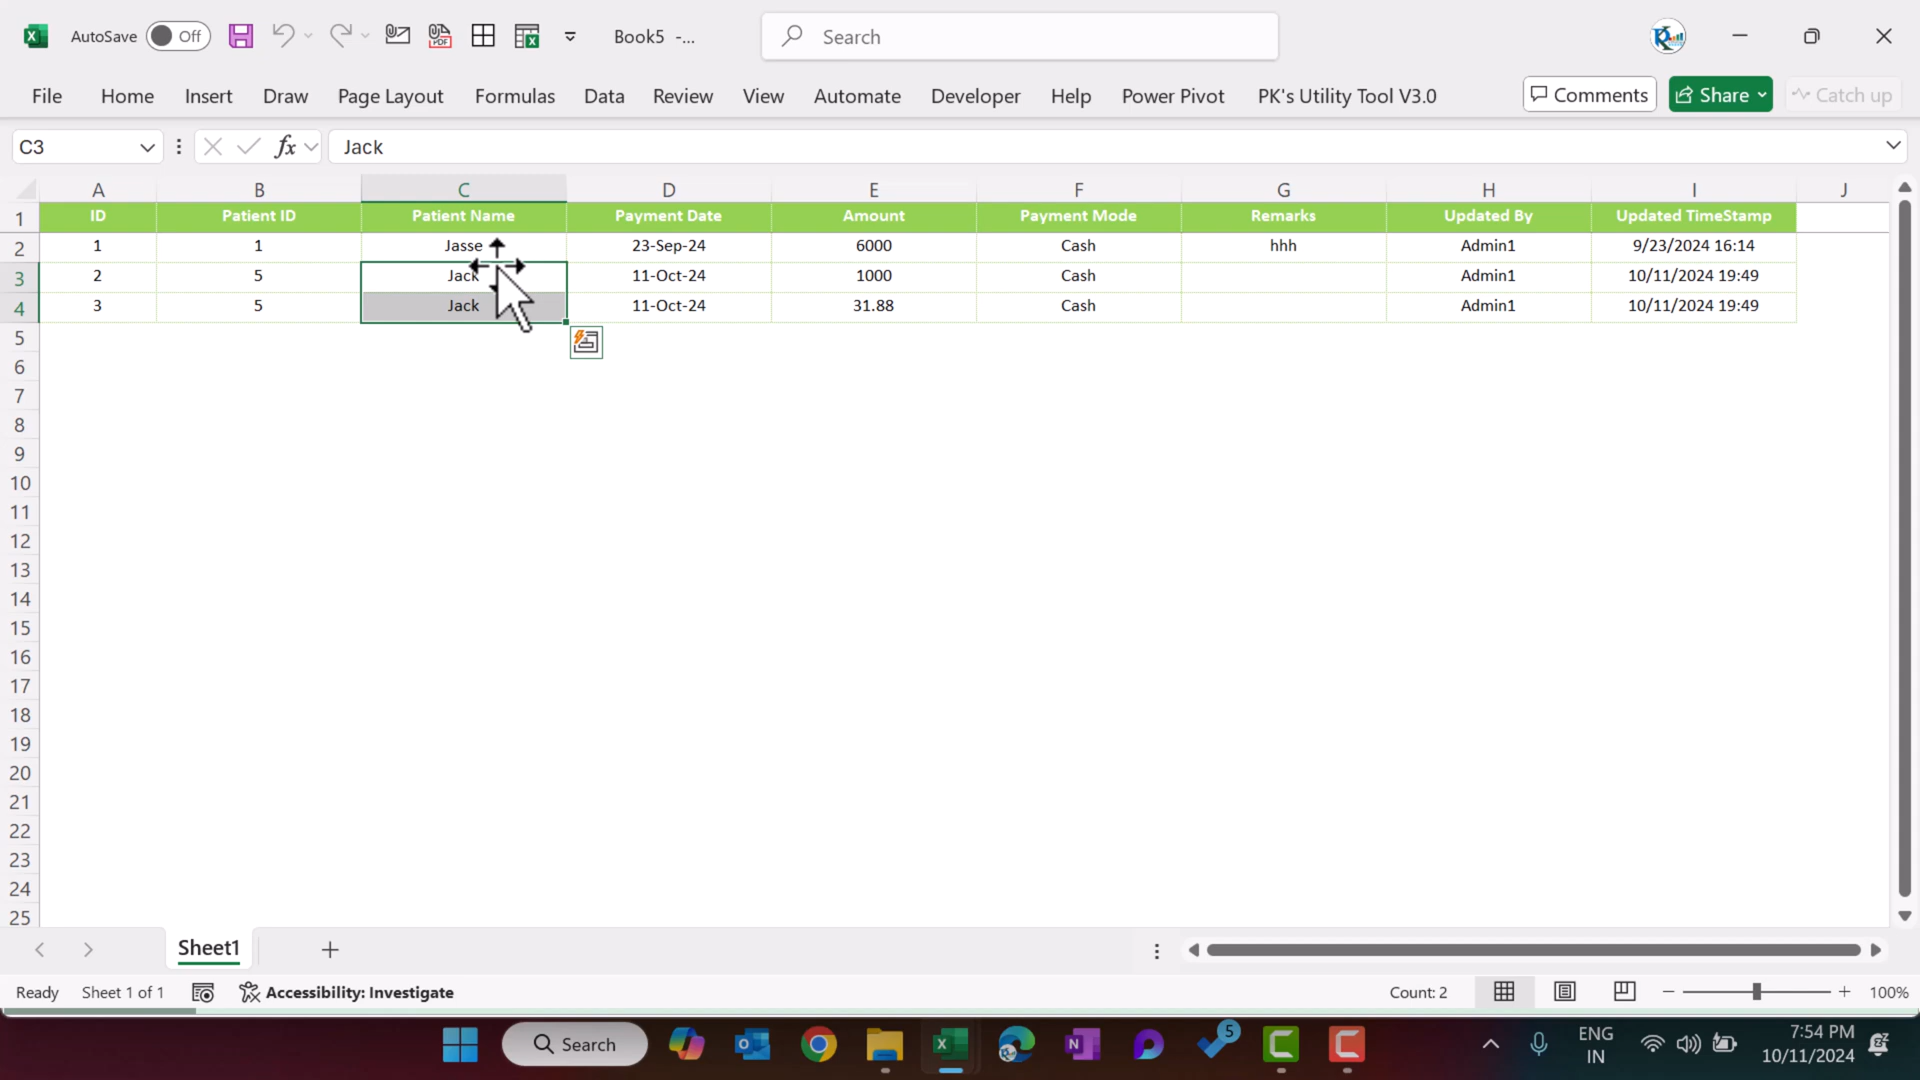 AutoSave Off Book5 -... Search
File Home Insert Draw Page Layout Formulas Data Review View Automate Developer Help Power Pivot PK's Utility Tool V3.0 Comments Share Catch up
C3 fx Jack
A B C D E F G H I J
1 ID Patient ID Patient Name Payment Date Amount Payment Mode Remarks Updated By Updated TimeStamp
2 1 1 Jasse 23-Sep-24 6000 Cash hhh Admin1 9/23/2024 16:14
3 2 5 Jack 11-Oct-24 1000 Cash Admin1 10/11/2024 19:49
4 3 5 Jack 11-Oct-24 31.88 Cash Admin1 10/11/2024 19:49
5
6
7
8
9
10
11
12
13
14
15
16
17
18
19
20
21
22
23
24
25
Sheet1
Ready Sheet 1 of 1 Accessibility: Investigate Count: 2 100%
Search 5 ENG 7:54 PM
IN 10/11/2024